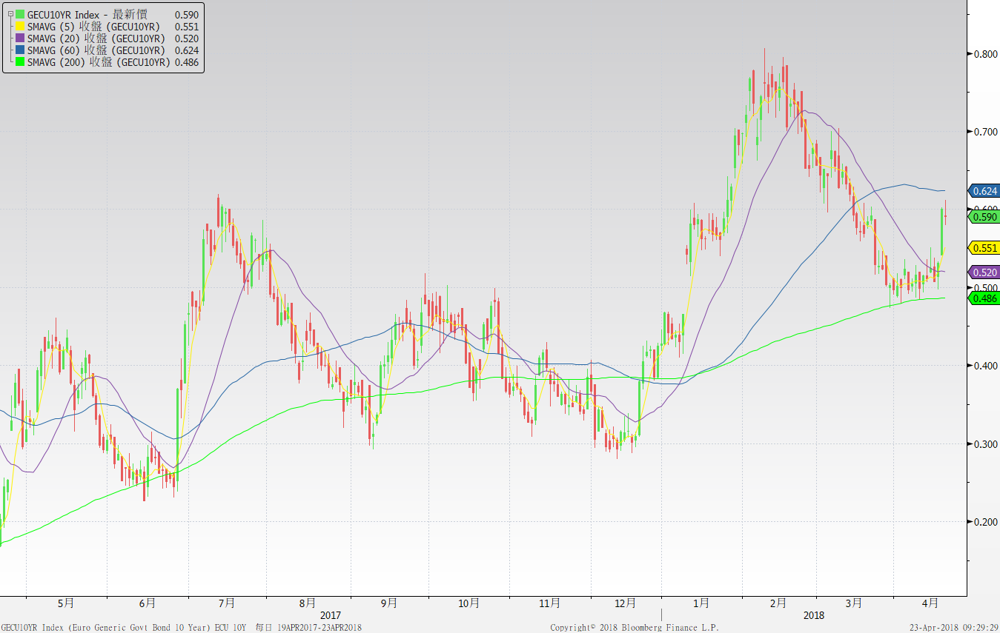 GECU10YR Index - 最新價 0.590
SMAVG (5) 收盤 (GECU10YR) 0.551
SMAVG (20) 收盤 (GECU10YR) 0.520
SMAVG (60) 收盤 (GECU10YR) 0.624
SMAVG (200) 收盤 (GECU10YR) 0.486
0.800
0.700
0.624
0.600
0.590
0.551
0.520
0.500
0.486
0.400
0.300
0.200
5月 6月 7月 8月 9月 10月 11月 12月 1月 2月 3月 4月
2017 2018
GECU10YR Index (Euro Generic Govt Bond 10 Year) ECU 10Y 每日 19APR2017-23APR2018 Copyright© 2018 Bloomberg Finance L.P. 23-Apr-2018 09:29:29